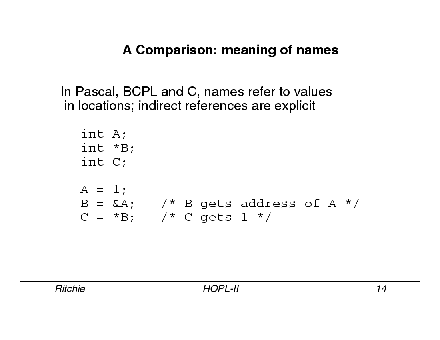 A Comparison: meaning of names
In Pascal, BCPL and C, names refer to values
in locations; indirect references are explicit
int A;
int *B;
int C;
A = 1;
B = &A; /* B gets address of A */
C = *B; /* C gets 1 */
Ritchie HOPL-II 14